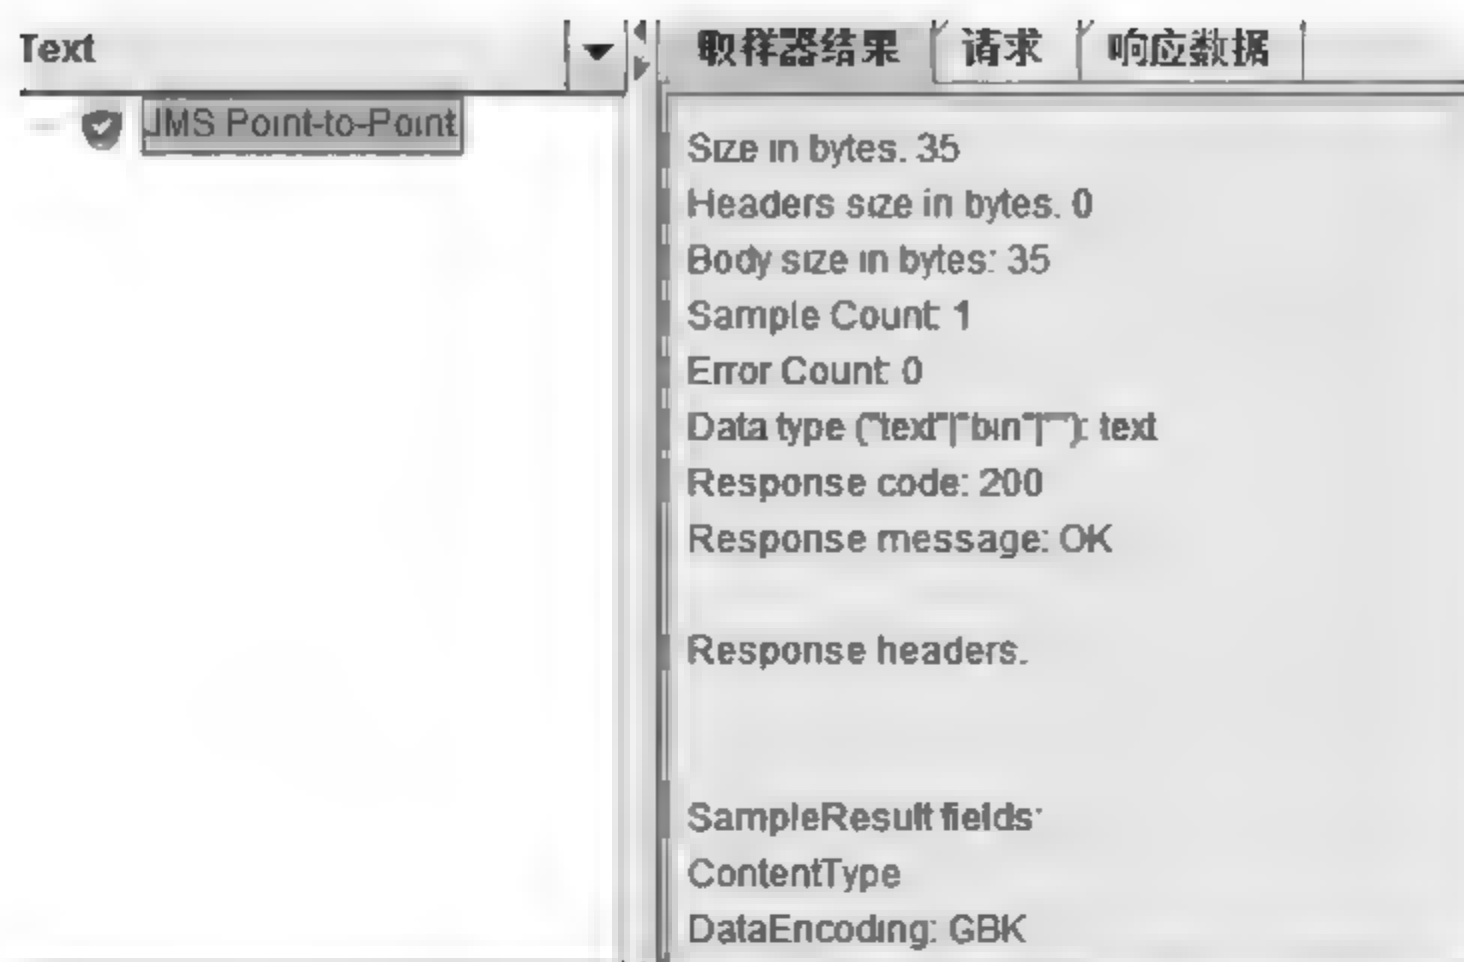 Text
取样器结果 请求 响应数据
JMS Point-to-Point
Size in bytes: 35
Headers size in bytes: 0
Body size in bytes: 35
Sample Count: 1
Error Count: 0
Data type ("text"|"bin"|""): text
Response code: 200
Response message: OK
Response headers:
SampleResult fields:
ContentType
DataEncoding: GBK